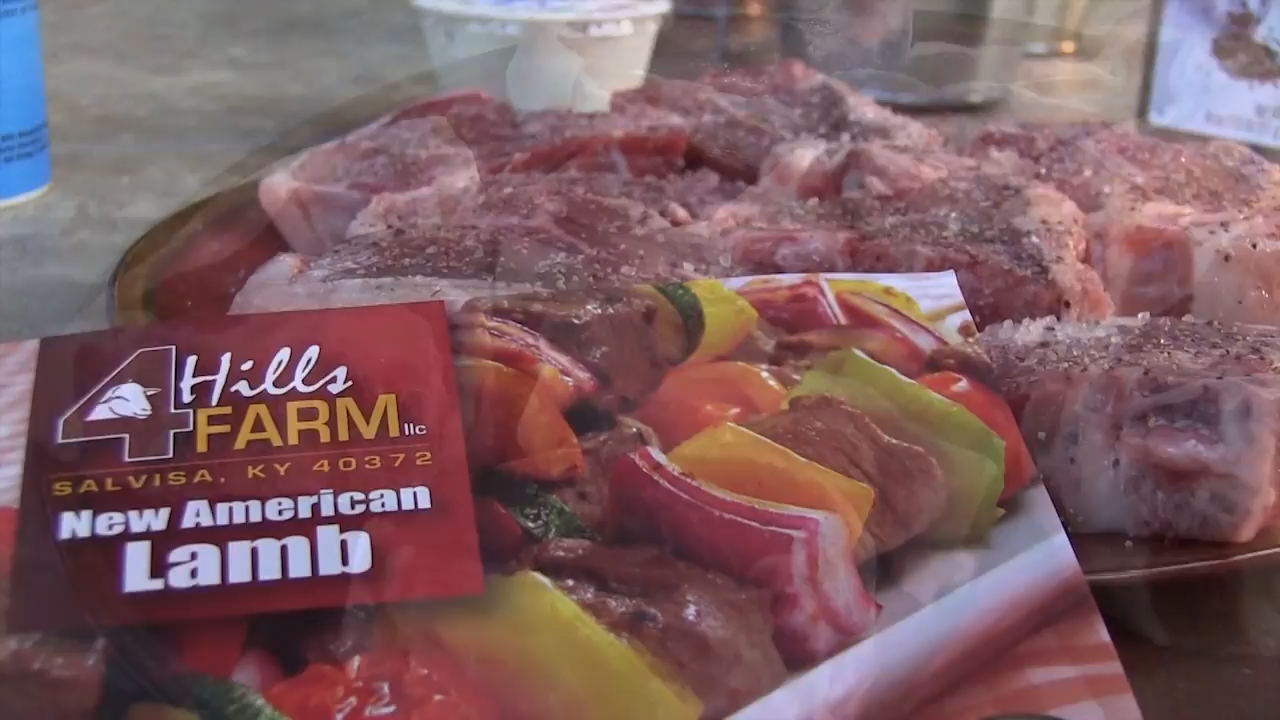 4 Hills
FARM llc
SALVISA, KY 40372
New American
Lamb